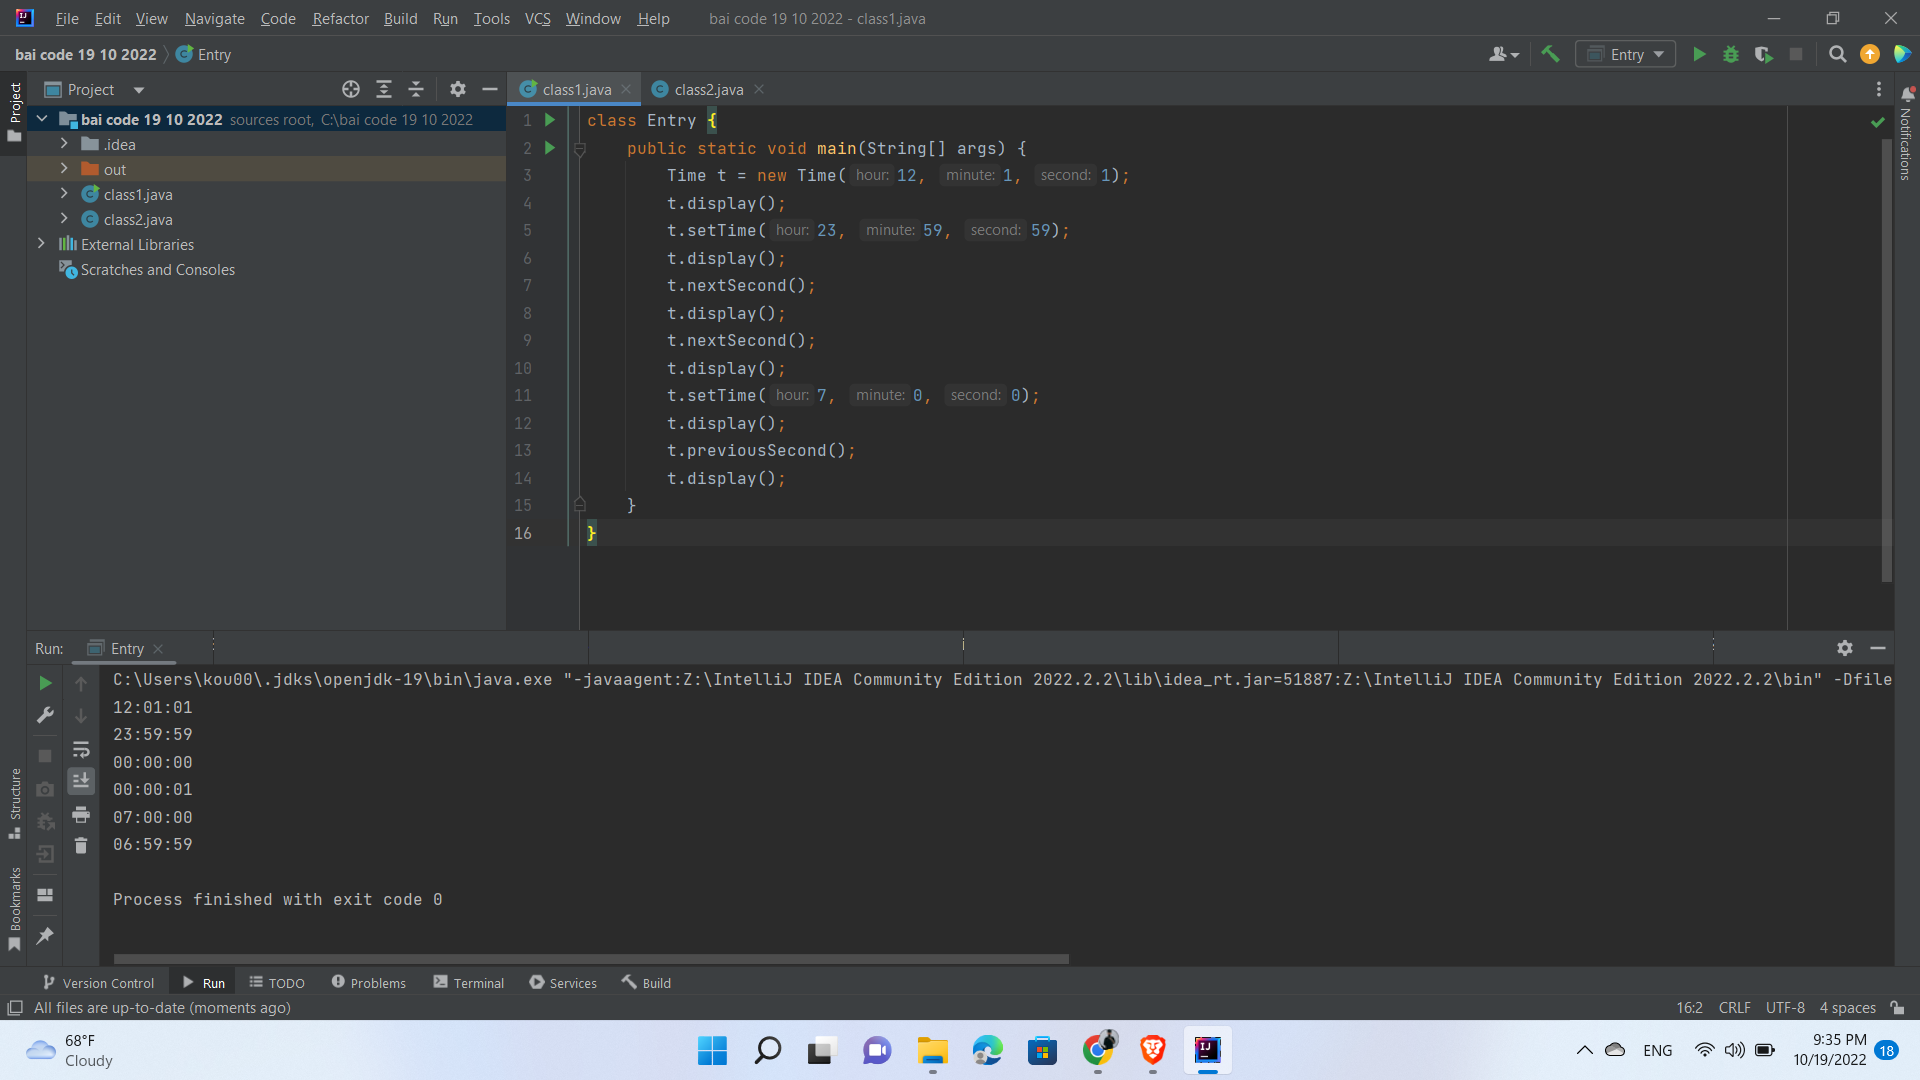 File Edit View Navigate Code Refactor Build Run Tools VCS Window Help bai code 19 10 2022 - class1.java
bai code 19 10 2022 Entry Entry
Project
Project class1.java class2.java
bai code 19 10 2022 sources root, C:\bai code 19 10 2022
.idea
out
class1.java
class2.java
External Libraries
Scratches and Consoles
1 class Entry {
2 public static void main(String[] args) {
3 Time t = new Time( hour: 12, minute: 1, second: 1);
4 t.display();
5 t.setTime( hour: 23, minute: 59, second: 59);
6 t.display();
7 t.nextSecond();
8 t.display();
9 t.nextSecond();
10 t.display();
11 t.setTime( hour: 7, minute: 0, second: 0);
12 t.display();
13 t.previousSecond();
14 t.display();
15 }
16 }
Notifications
Run: Entry
C:\Users\kou00\.jdks\openjdk-19\bin\java.exe "-javaagent:Z:\IntelliJ IDEA Community Edition 2022.2.2\lib\idea_rt.jar=51887:Z:\IntelliJ IDEA Community Edition 2022.2.2\bin" -Dfile
12:01:01
23:59:59
00:00:00
00:00:01
07:00:00
06:59:59
Process finished with exit code 0
Structure
Bookmarks
Version Control Run TODO Problems Terminal Services Build
All files are up-to-date (moments ago) 16:2 CRLF UTF-8 4 spaces
68°F
Cloudy
ENG
9:35 PM
10/19/2022 18